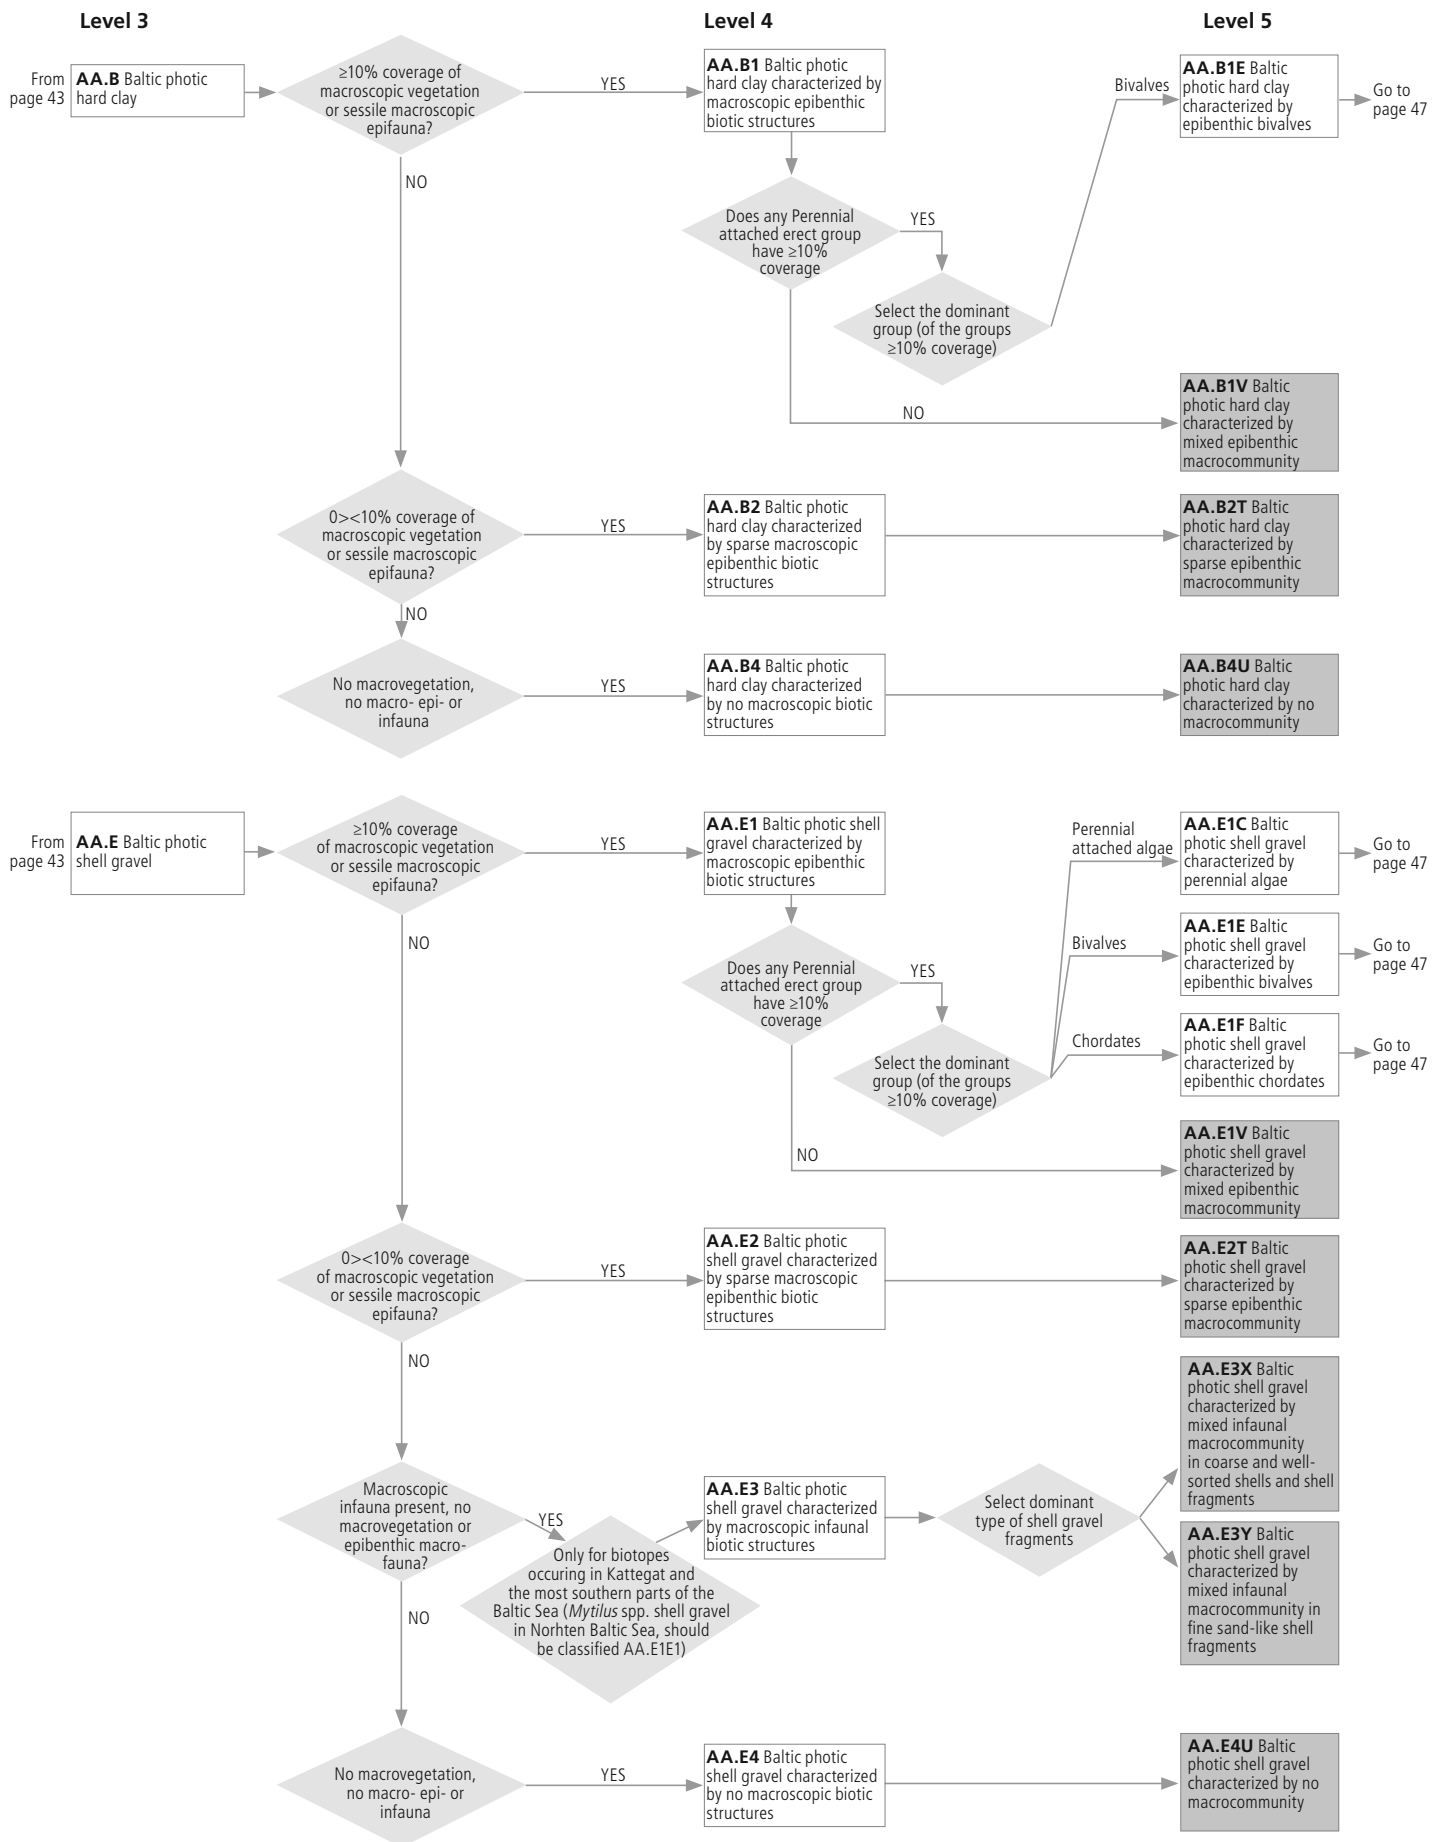 Level 3
Level 4
Level 5
From
page 43
AA.B Baltic photic
hard clay
≥10% coverage of
macroscopic vegetation
or sessile macroscopic
epifauna?
YES
AA.B1 Baltic photic
hard clay characterized by
macroscopic epibenthic
biotic structures
Bivalves
AA.B1E Baltic
photic hard clay
characterized by
epibenthic bivalves
Go to
page 47
NO
Does any Perennial
attached erect group
have ≥10%
coverage
YES
Select the dominant
group (of the groups
≥10% coverage)
NO
AA.B1V Baltic
photic hard clay
characterized by
mixed epibenthic
macrocommunity
0><10% coverage of
macroscopic vegetation
or sessile macroscopic
epifauna?
YES
AA.B2 Baltic photic
hard clay characterized
by sparse macroscopic
epibenthic biotic
structures
AA.B2T Baltic
photic hard clay
characterized by
sparse epibenthic
macrocommunity
NO
No macrovegetation,
no macro- epi- or
infauna
YES
AA.B4 Baltic photic
hard clay characterized
by no macroscopic biotic
structures
AA.B4U Baltic
photic hard clay
characterized by no
macrocommunity
From
page 43
AA.E Baltic photic
shell gravel
≥10% coverage
of macroscopic vegetation
or sessile macroscopic
epifauna?
YES
AA.E1 Baltic photic shell
gravel characterized by
macroscopic epibenthic
biotic structures
Perennial
attached algae
AA.E1C Baltic
photic shell gravel
characterized by
perennial algae
Go to
page 47
NO
Does any Perennial
attached erect group
have ≥10%
coverage
YES
Select the dominant
group (of the groups
≥10% coverage)
Bivalves
AA.E1E Baltic
photic shell gravel
characterized by
epibenthic bivalves
Go to
page 47
Chordates
AA.E1F Baltic
photic shell gravel
characterized by
epibenthic chordates
Go to
page 47
NO
AA.E1V Baltic
photic shell gravel
characterized by
mixed epibenthic
macrocommunity
0><10% coverage
of macroscopic vegetation
or sessile macroscopic
epifauna?
YES
AA.E2 Baltic photic
shell gravel characterized
by sparse macroscopic
epibenthic biotic
structures
AA.E2T Baltic
photic shell gravel
characterized by
sparse epibenthic
macrocommunity
NO
Macroscopic
infauna present, no
macrovegetation or
epibenthic macro-
fauna?
YES
Only for biotopes
occuring in Kattegat and
the most southern parts of the
Baltic Sea (Mytilus spp. shell gravel
in Norhten Baltic Sea, should
be classified AA.E1E1)
AA.E3 Baltic photic
shell gravel characterized
by macroscopic infaunal
biotic structures
Select dominant
type of shell gravel
fragments
AA.E3X Baltic
photic shell gravel
characterized by
mixed infaunal
macrocommunity
in coarse and well-
sorted shells and shell
fragments
AA.E3Y Baltic
photic shell gravel
characterized by
mixed infaunal
macrocommunity in
fine sand-like shell
fragments
NO
No macrovegetation,
no macro- epi- or
infauna
YES
AA.E4 Baltic photic
shell gravel characterized
by no macroscopic biotic
structures
AA.E4U Baltic
photic shell gravel
characterized by no
macrocommunity